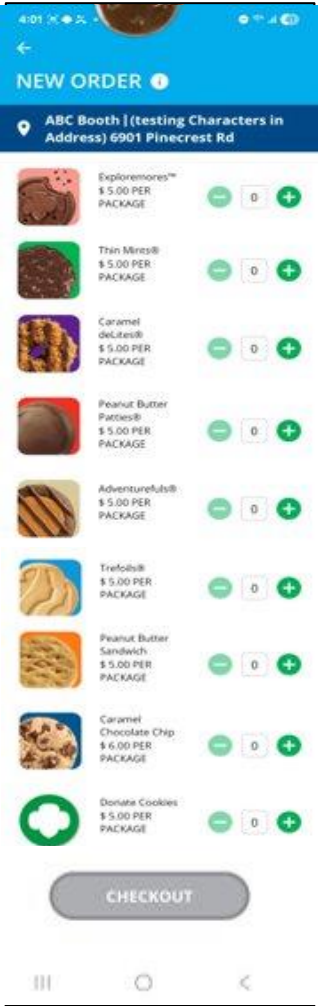 4:01
NEW ORDER
ABC Booth | (testing Characters in
Address) 6901 Pinecrest Rd
Exploremores™
$ 5.00 PER
PACKAGE
0
Thin Mints®
$ 5.00 PER
PACKAGE
0
Caramel
deLites®
$ 5.00 PER
PACKAGE
0
Peanut Butter
Patties®
$ 5.00 PER
PACKAGE
0
Adventurefuls®
$ 5.00 PER
PACKAGE
0
Trefoils®
$ 5.00 PER
PACKAGE
0
Peanut Butter
Sandwich
$ 5.00 PER
PACKAGE
0
Caramel
Chocolate Chip
$ 6.00 PER
PACKAGE
0
Donate Cookies
$ 5.00 PER
PACKAGE
0
CHECKOUT